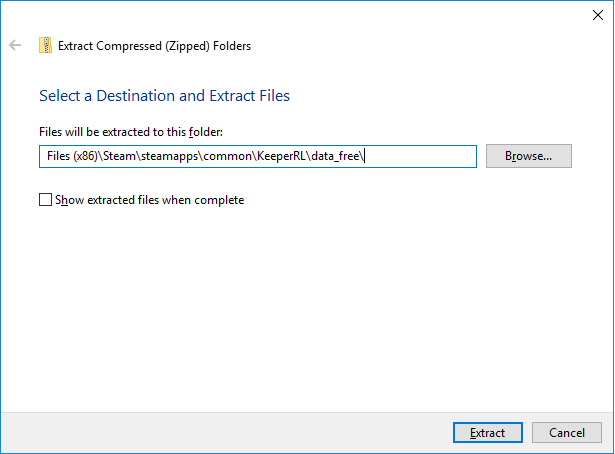 Extract Compressed (Zipped) Folders
Select a Destination and Extract Files
Files will be extracted to this folder:
Files (x86)\Steam\steamapps\common\KeeperRL\data_free\
Browse...
Show extracted files when complete
Extract
Cancel